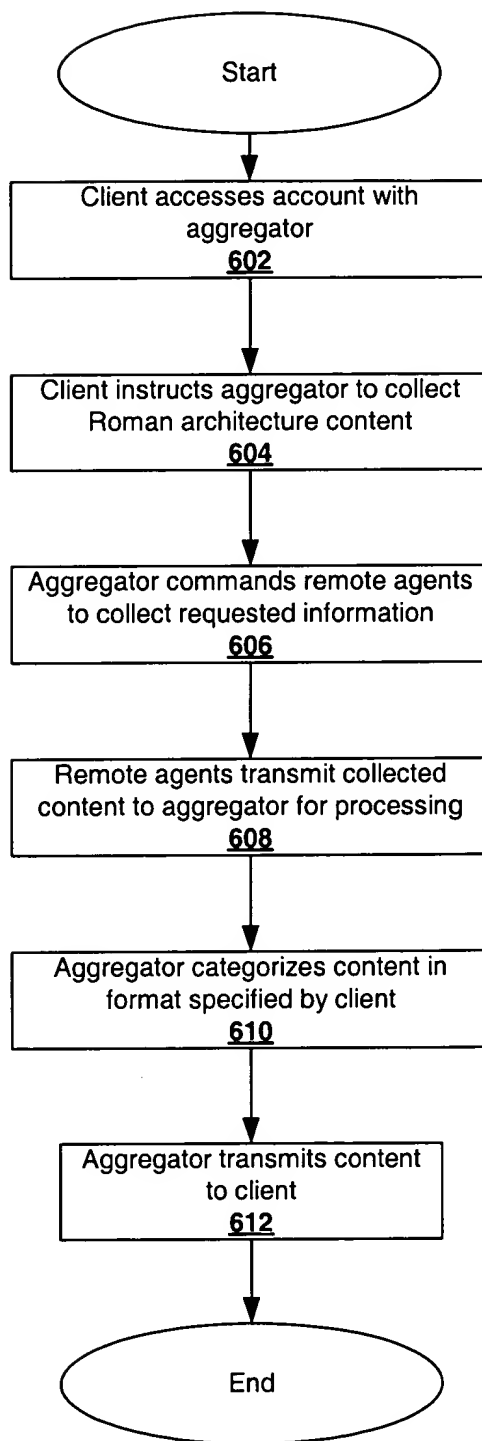 Start
Client accesses account with
aggregator
602
Client instructs aggregator to collect
Roman architecture content
604
Aggregator commands remote agents
to collect requested information
606
Remote agents transmit collected
content to aggregator for processing
608
Aggregator categorizes content in
format specified by client
610
Aggregator transmits content
to client
612
End